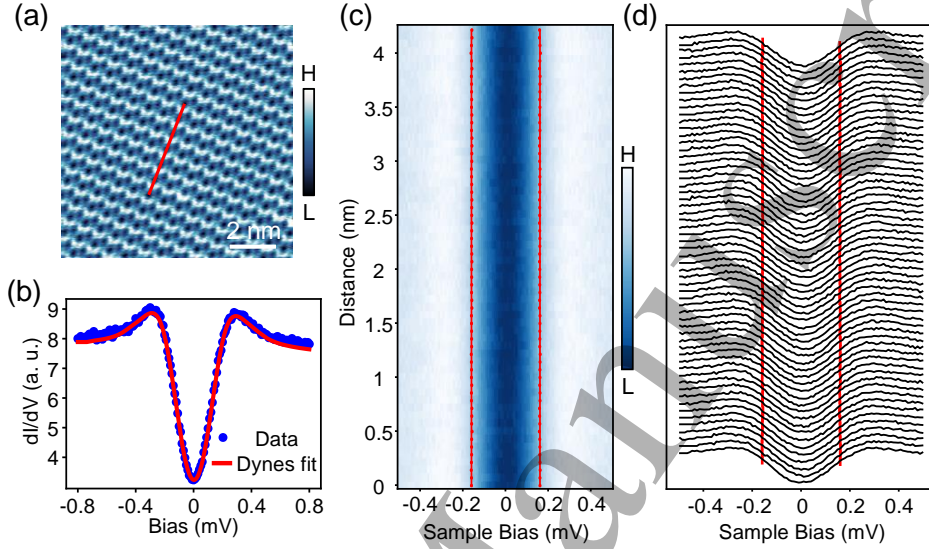 (a)
H
L
2 nm
(b)
9
8
7
6
5
4
3
dI/dV (a. u.)
Data
Dynes fit
-0.8
-0.4
0
0.4
0.8
Bias (mV)
(c)
4
3.5
3
2.5
2
1.5
1
0.5
0
Distance (nm)
-0.4
-0.2
0.0
0.2
0.4
Sample Bias (mV)
H
L
(d)
-0.4
-0.2
0
0.2
0.4
Sample Bias (mV)